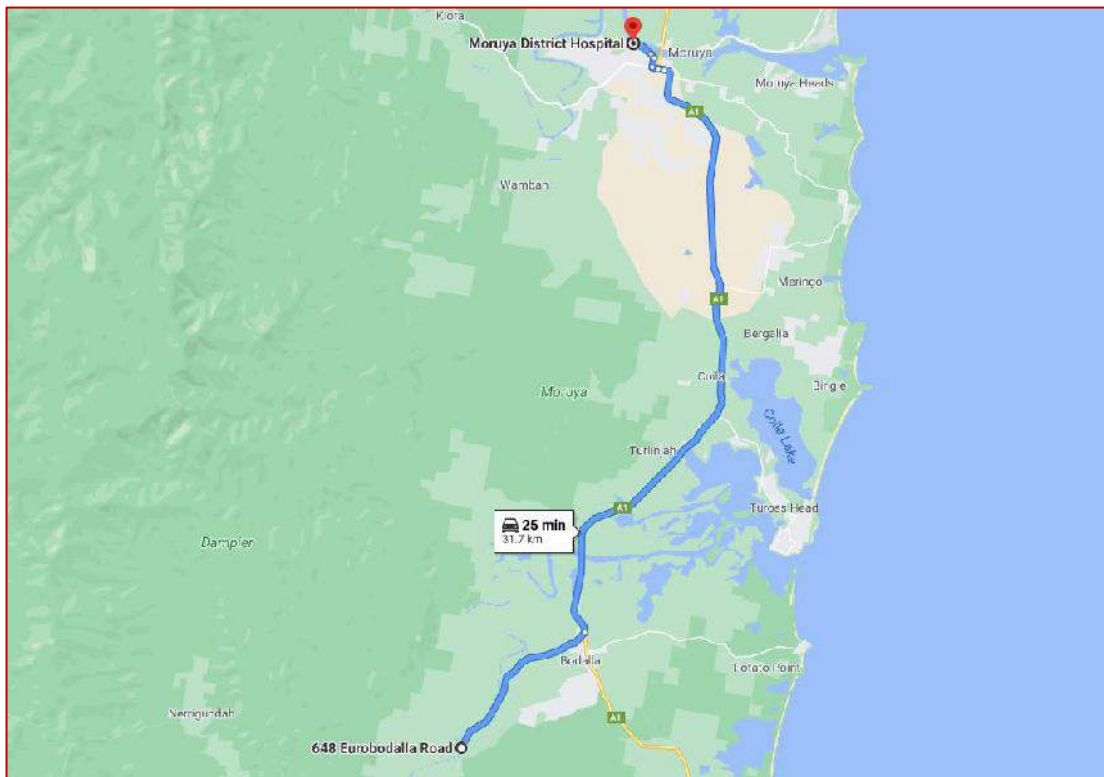 Kiora
Moruya District Hospital
Moruya
Moruya Heads
A1
Wamban
Meringo
A1
Bergalia
Coila
Bingie
Moruya
Coila Lake
Turlinjah
A1
Tuross Head
25 min
31.7 km
Dampier
Bodalla
Potato Point
Nerrigundah
A1
648 Eurobodalla Road